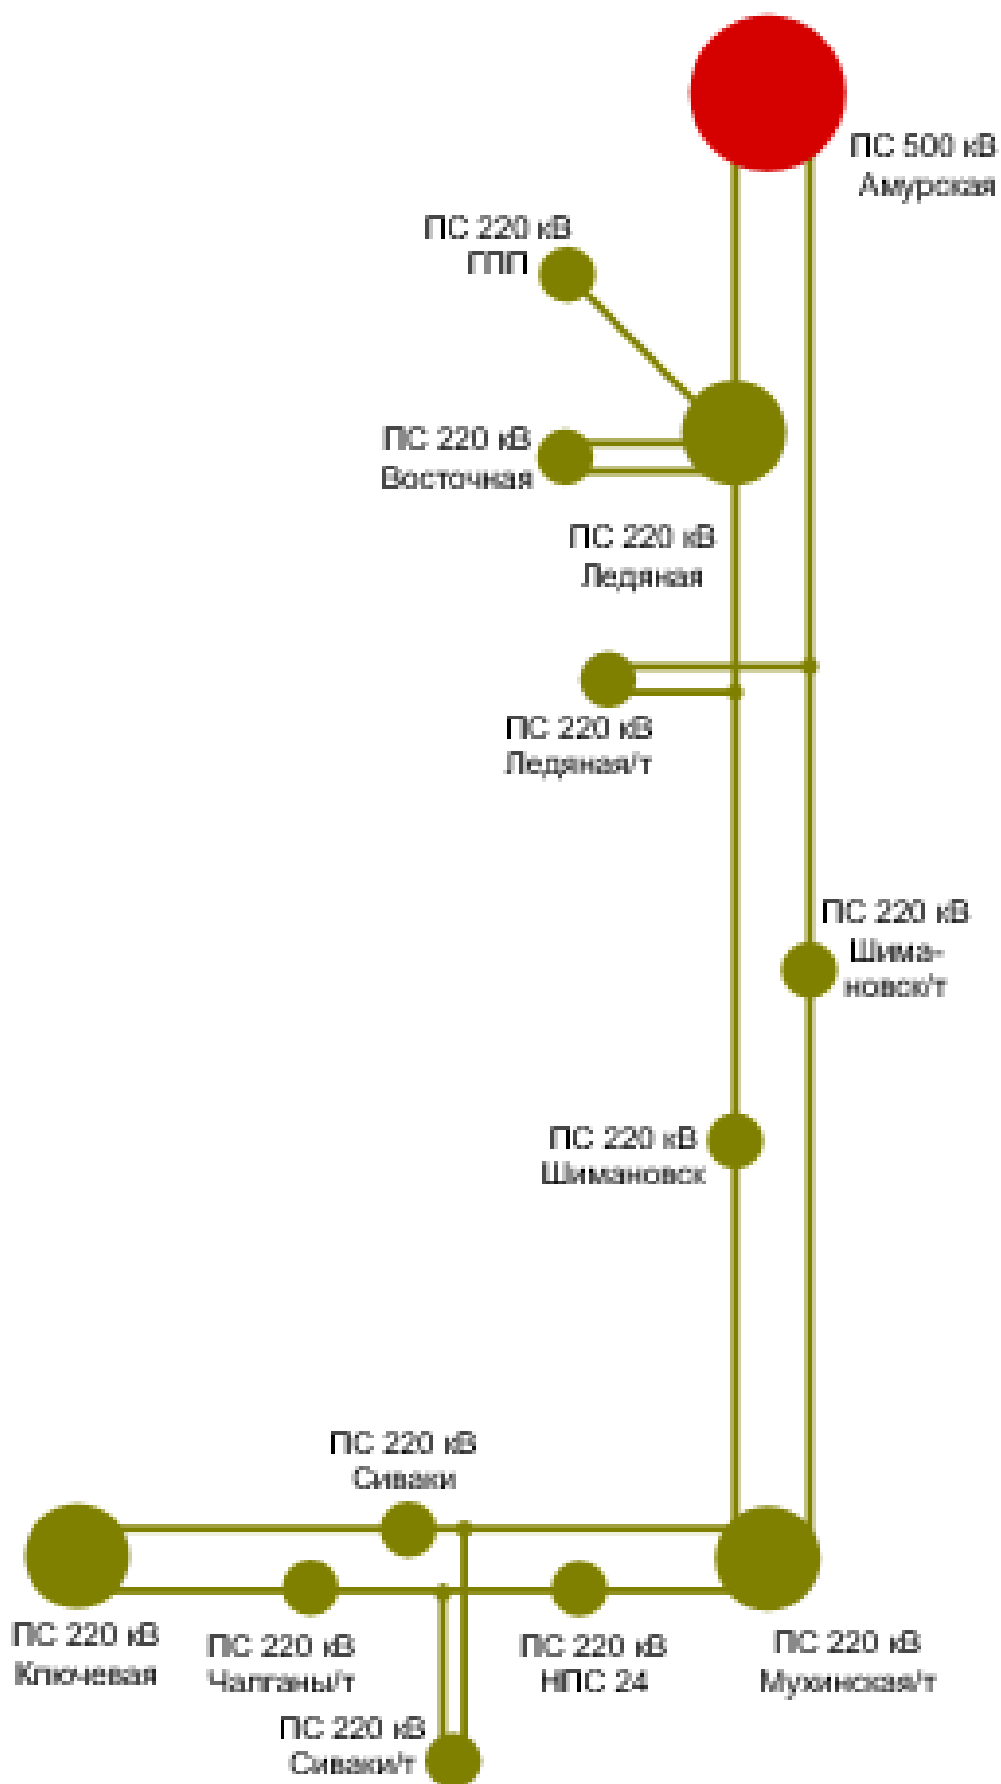 ПС 500 кВ
Амурская
ПС 220 кВ
ГПП
ПС 220 кВ
Восточная
ПС 220 кВ
Ледяная
ПС 220 кВ
Ледяная/т
ПС 220 кВ
Шима-
новск/т
ПС 220 кВ
Шимановск
ПС 220 кВ
Сиваки
ПС 220 кВ
Ключевая
ПС 220 кВ
Чалганы/т
ПС 220 кВ
НПС 24
ПС 220 кВ
Мухинская/т
ПС 220 кВ
Сиваки/т